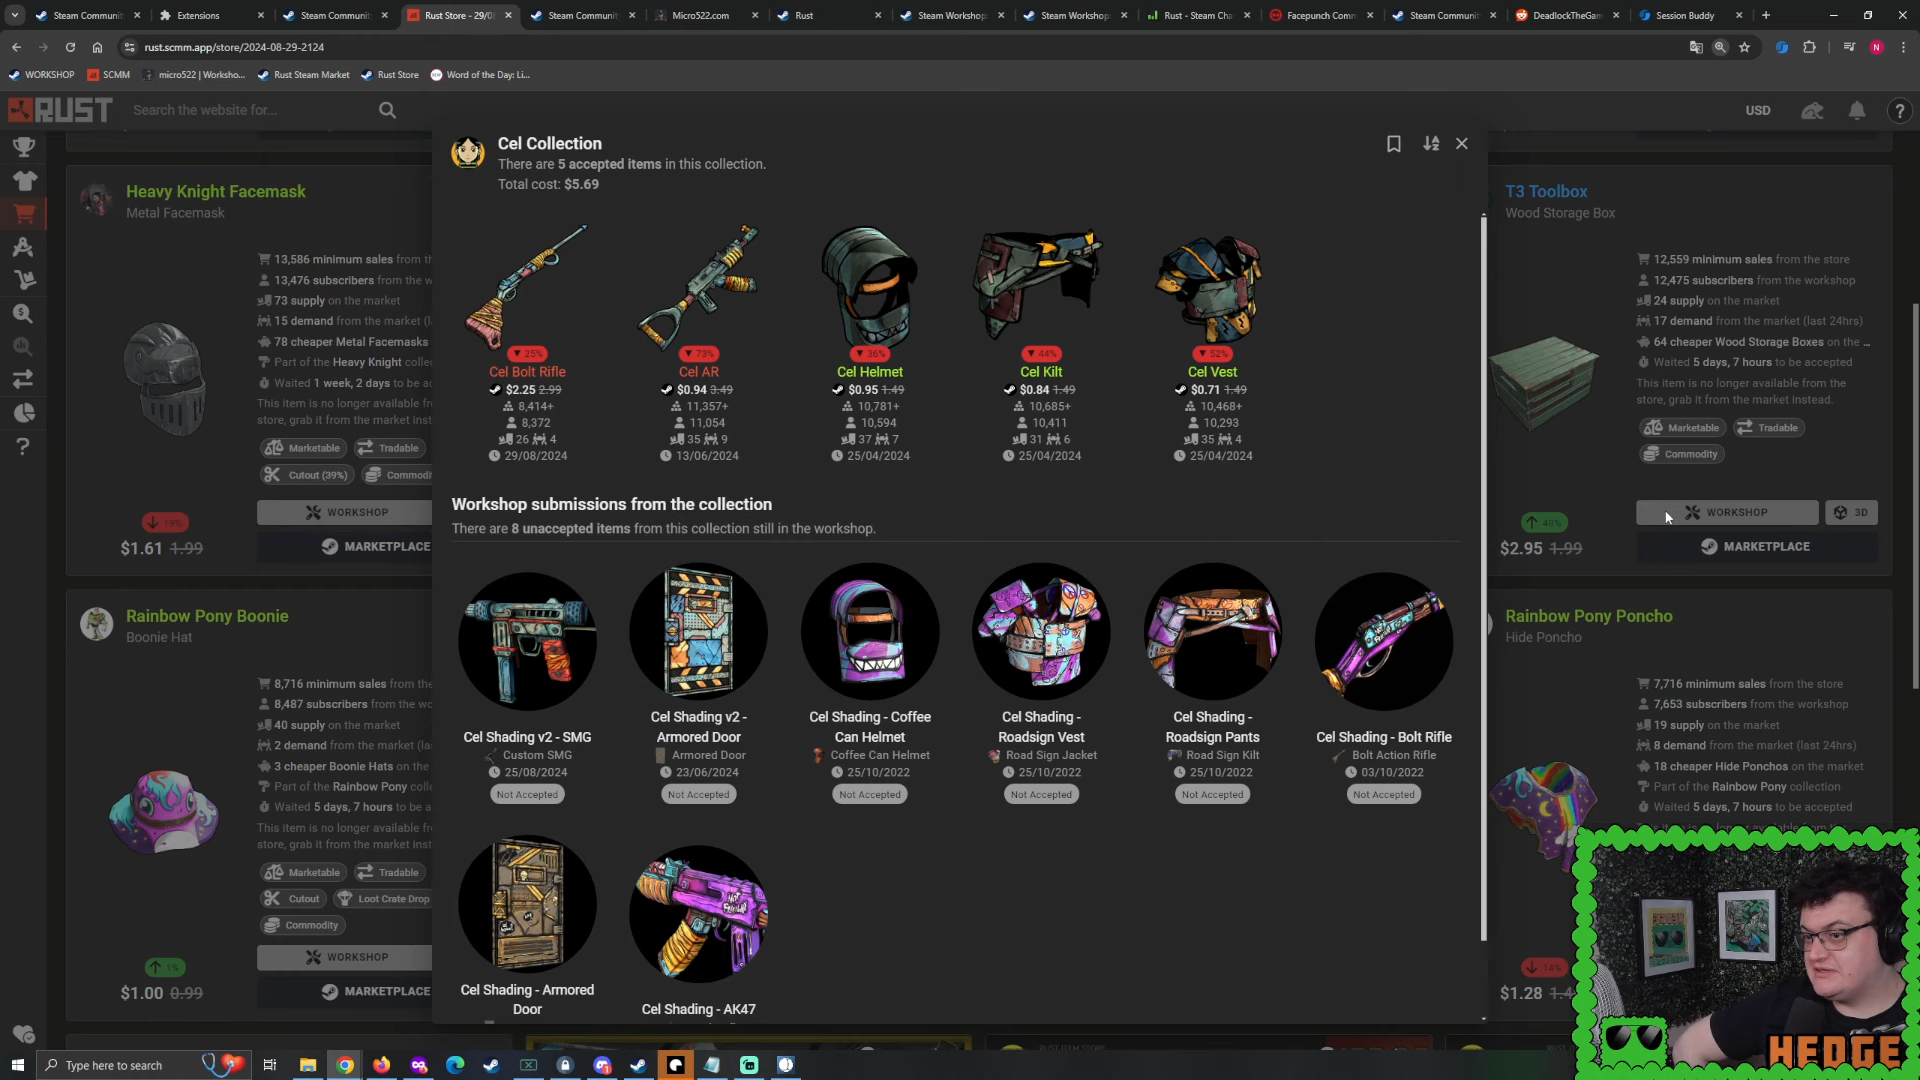 Steam Communit
Extensions
Steam Communit
Rust Store - 29/0
Steam Communit
Micro522.com
Rust
Steam Workshop
Steam Workshop
Rust - Steam Cha
Facepunch Com
Steam Communit
DeadlockTheGam
Session Buddy
rust.scmm.app/store/2024-08-29-2124
N
WORKSHOP
SCMM
micro522 | Worksho...
Rust Steam Market
Rust Store
Word of the Day: Li...
RUST
Search the website for...
USD
Cel Collection
There are 5 accepted items in this collection.
Total cost: $5.69
▼ 25%
Cel Bolt Rifle
$2.25 2.99
8,414+
8,372
26 4
29/08/2024
▼ 73%
Cel AR
$0.94 3.49
11,357+
11,054
35 9
13/06/2024
▼ 36%
Cel Helmet
$0.95 1.49
10,781+
10,594
37 7
25/04/2024
▼ 44%
Cel Kilt
$0.84 1.49
10,685+
10,411
31 6
25/04/2024
▼ 52%
Cel Vest
$0.71 1.49
10,468+
10,293
35 4
25/04/2024
Workshop submissions from the collection
There are 8 unaccepted items from this collection still in the workshop.
Cel Shading v2 - SMG
Custom SMG
25/08/2024
Not Accepted
Cel Shading v2 -
Armored Door
Armored Door
23/06/2024
Not Accepted
Cel Shading - Coffee
Can Helmet
Coffee Can Helmet
25/10/2022
Not Accepted
Cel Shading -
Roadsign Vest
Road Sign Jacket
25/10/2022
Not Accepted
Cel Shading -
Roadsign Pants
Road Sign Kilt
25/10/2022
Not Accepted
Cel Shading - Bolt Rifle
Bolt Action Rifle
03/10/2022
Not Accepted
Cel Shading - Armored
Door
Cel Shading - AK47
Heavy Knight Facemask
Metal Facemask
13,586 minimum sales from th
13,476 subscribers from the w
73 supply on the market
15 demand from the market (l
78 cheaper Metal Facemasks
Part of the Heavy Knight colle
Waited 1 week, 2 days to be a
This item is no longer available fr
store, grab it from the market inst
Marketable
Tradable
Cutout (39%)
Commod
↓ 19%
$1.61 1.99
WORKSHOP
MARKETPLACE
Rainbow Pony Boonie
Boonie Hat
8,716 minimum sales from the
8,487 subscribers from the wo
40 supply on the market
2 demand from the market (la
3 cheaper Boonie Hats on the
Part of the Rainbow Pony coll
Waited 5 days, 7 hours to be a
This item is no longer available fr
store, grab it from the market inst
Marketable
Tradable
Cutout
Loot Crate Drop
Commodity
↑ 1%
$1.00 0.99
WORKSHOP
MARKETPLACE
T3 Toolbox
Wood Storage Box
12,559 minimum sales from the store
12,475 subscribers from the workshop
24 supply on the market
17 demand from the market (last 24hrs)
64 cheaper Wood Storage Boxes on the ...
Waited 5 days, 7 hours to be accepted
This item is no longer available from the
store, grab it from the market instead.
Marketable
Tradable
Commodity
WORKSHOP
3D
$2.95 1.99
MARKETPLACE
Rainbow Pony Poncho
Hide Poncho
7,716 minimum sales from the store
7,653 subscribers from the workshop
19 supply on the market
8 demand from the market (last 24hrs)
18 cheaper Hide Ponchos on the market
Part of the Rainbow Pony collection
Waited 5 days, 7 hours to be accepted
↓ 14%
$1.28 1.4
HEDGE
Type here to search